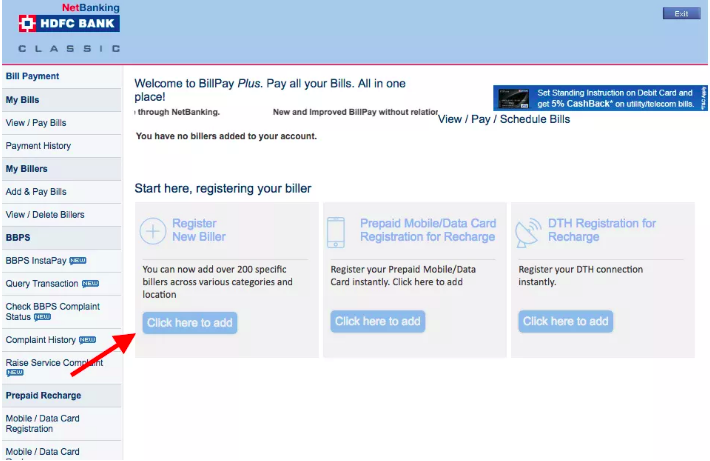 NetBanking
HDFC BANK
CLASSIC
Exit
Bill Payment
My Bills
View / Pay Bills
Payment History
My Billers
Add & Pay Bills
View / Delete Billers
BBPS
BBPS InstaPay NEW
Query Transaction NEW
Check BBPS Complaint
Status NEW
Complaint History NEW
Raise Service Complaint
NEW
Prepaid Recharge
Mobile / Data Card
Registration
Mobile / Data Card
Welcome to BillPay Plus. Pay all your Bills. All in one
place!
through NetBanking. New and Improved BillPay without relation
Set Standing Instruction on Debit Card and
get 5% CashBack* on utility/telecom bills.
View / Pay / Schedule Bills
You have no billers added to your account.
Start here, registering your biller
Register
New Biller
You can now add over 200 specific
billers across various categories and
location
Click here to add
Prepaid Mobile/Data Card
Registration for Recharge
Register your Prepaid Mobile/Data
Card instantly. Click here to add
Click here to add
DTH Registration for
Recharge
Register your DTH connection
instantly.
Click here to add